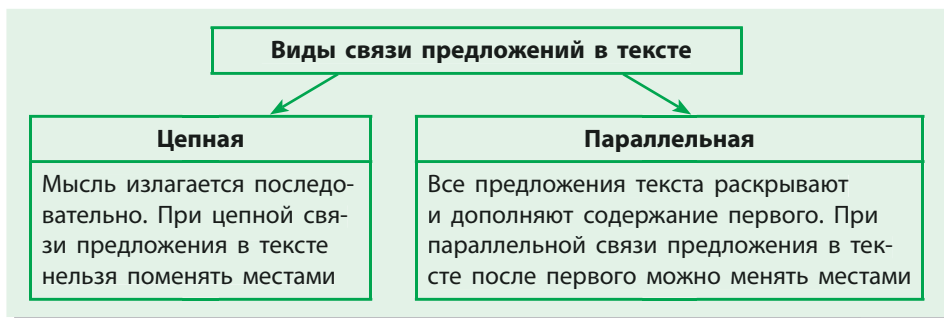 Виды связи предложений в тексте
Цепная
Мысль излагается последо-
вательно. При цепной свя-
зи предложения в тексте
нельзя поменять местами
Параллельная
Все предложения текста раскрывают
и дополняют содержание первого. При
параллельной связи предложения в тек-
сте после первого можно менять местами